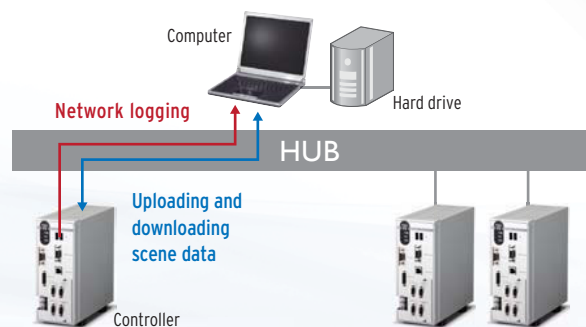 Computer
Hard drive
Network logging
HUB
Uploading and
downloading
scene data
Controller